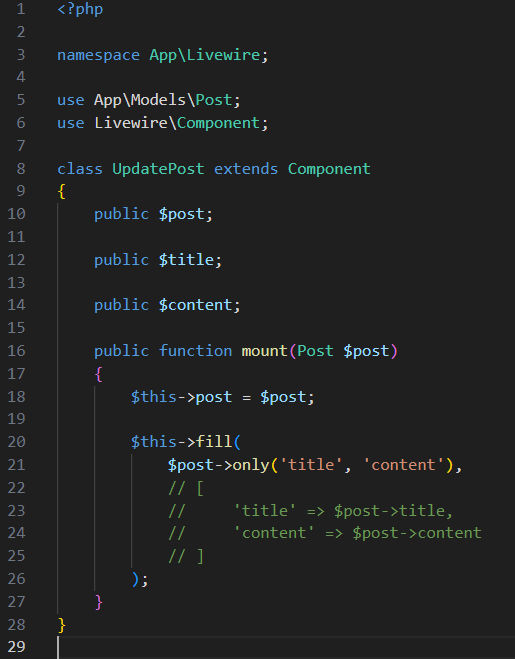 1 <?php
2
3 namespace App\Livewire;
4
5 use App\Models\Post;
6 use Livewire\Component;
7
8 class UpdatePost extends Component
9 {
10     public $post;
11
12     public $title;
13
14     public $content;
15
16     public function mount(Post $post)
17     {
18         $this->post = $post;
19
20         $this->fill(
21             $post->only('title', 'content'),
22             // [
23             //     'title' => $post->title,
24             //     'content' => $post->content
25             // ]
26         );
27     }
28 }
29